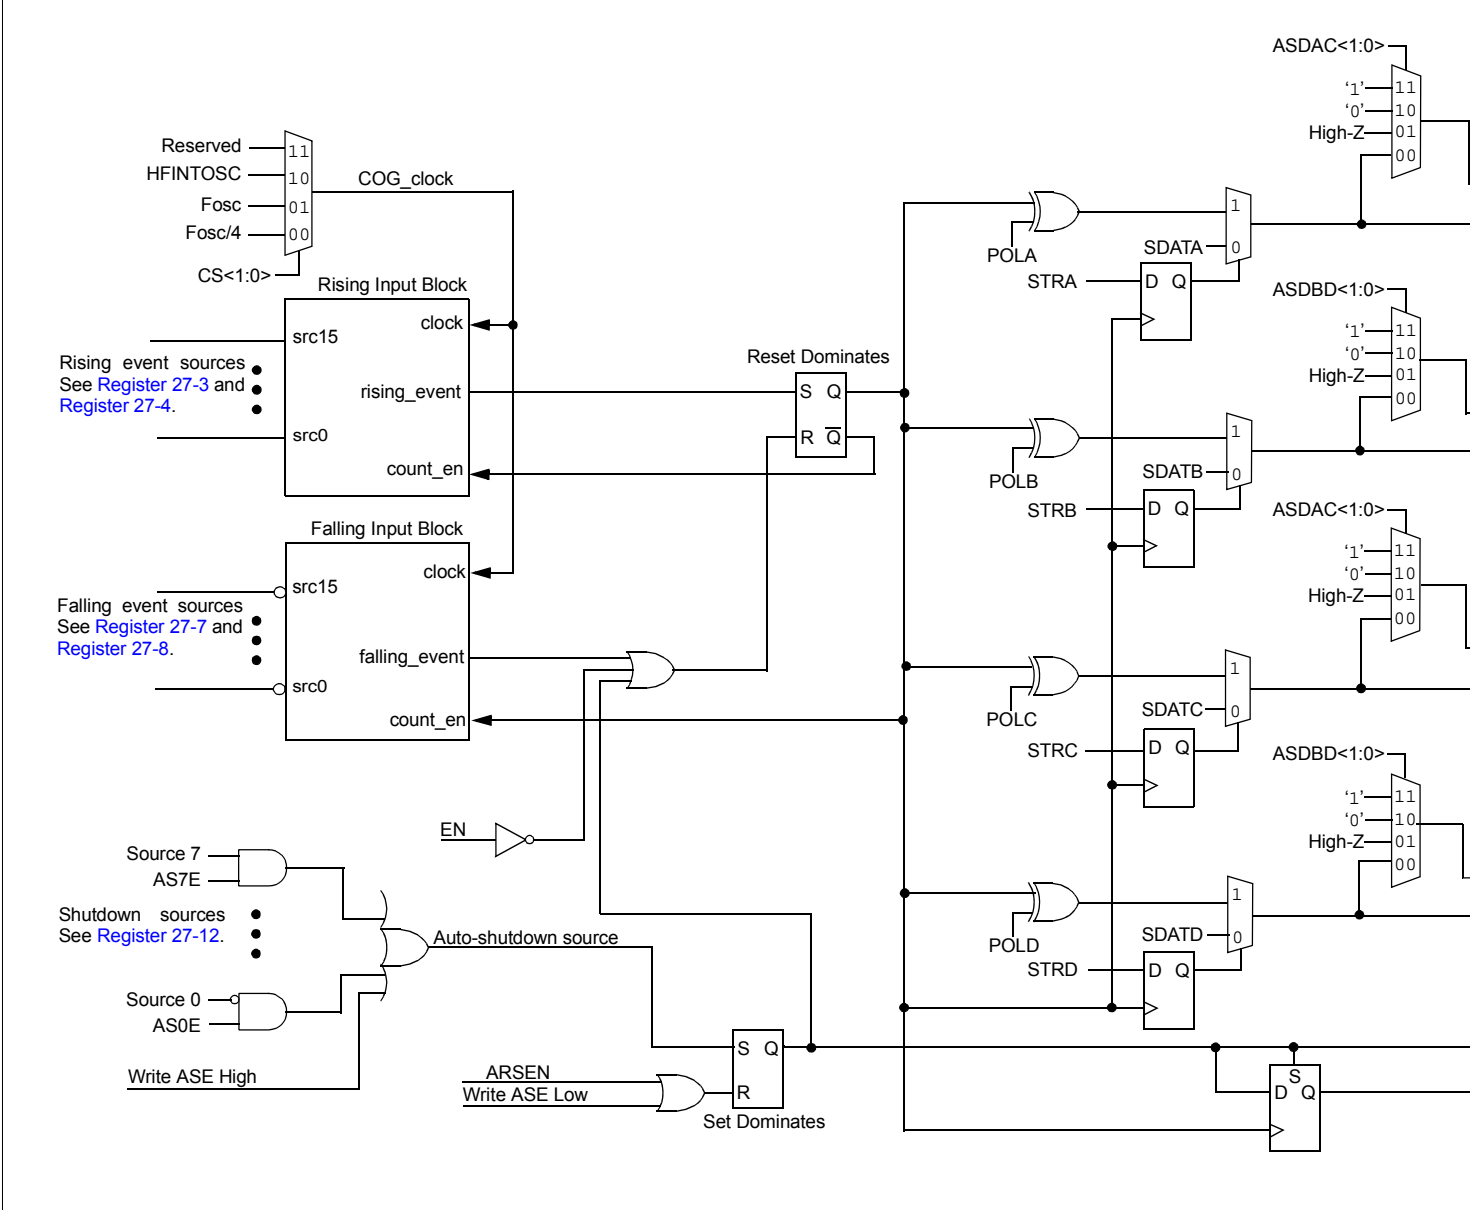 ASDAC<1:0>
'1'
11
'0'
10
High-Z
01
00
Reserved
11
HFINTOSC
10
Fosc
01
Fosc/4
00
CS<1:0>
COG_clock
Rising Input Block
clock
src15
Rising event sources
See Register 27-3 and
Register 27-4.
rising_event
src0
count_en
Reset Dominates
S Q
R Q
Falling Input Block
clock
src15
Falling event sources
See Register 27-7 and
Register 27-8.
falling_event
src0
count_en
EN
Source 7
AS7E
Shutdown sources
See Register 27-12.
Source 0
AS0E
Write ASE High
Auto-shutdown source
ARSEN
Write ASE Low
S Q
R
Set Dominates
POLA
1
SDATA
0
STRA
D Q
ASDBD<1:0>
'1'
11
'0'
10
High-Z
01
00
POLB
1
SDATB
0
STRB
D Q
ASDAC<1:0>
'1'
11
'0'
10
High-Z
01
00
POLC
1
SDATC
0
STRC
D Q
ASDBD<1:0>
'1'
11
'0'
10
High-Z
01
00
POLD
1
SDATD
0
STRD
D Q
S
D Q